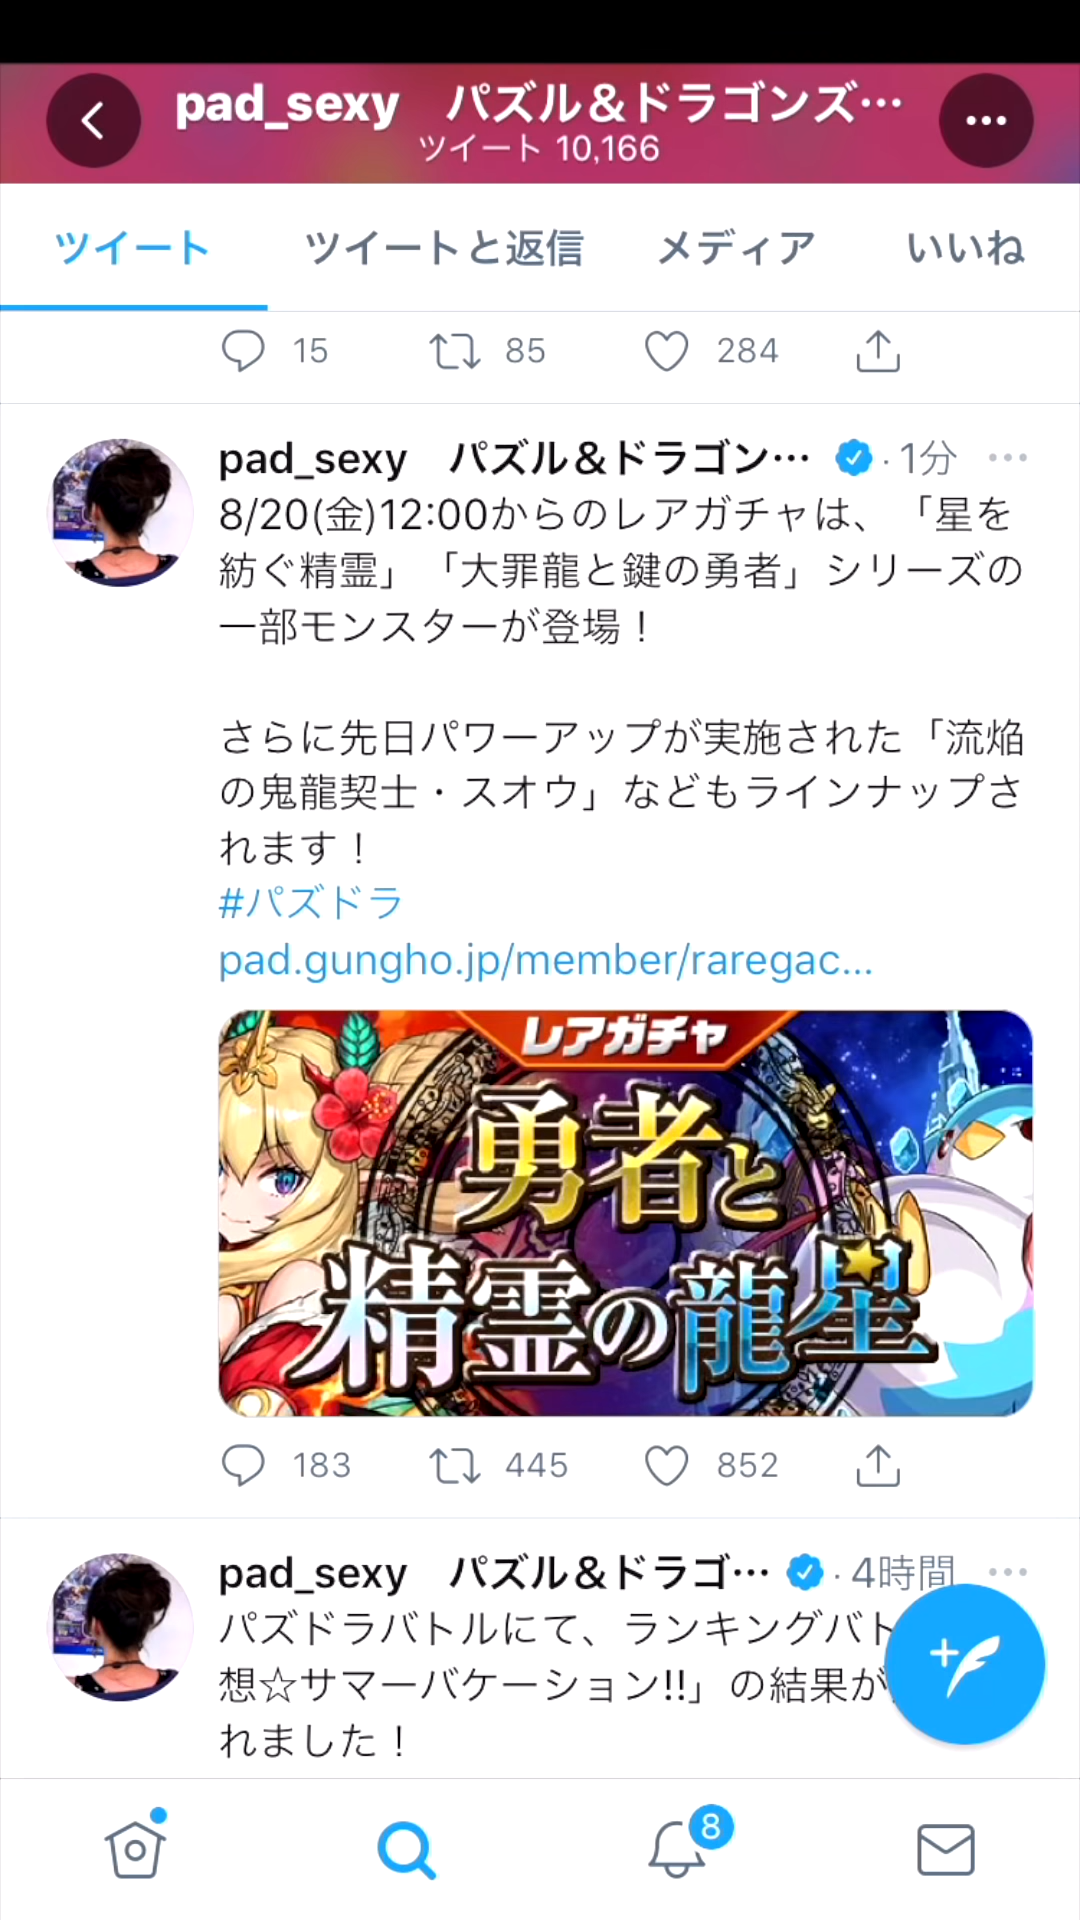 pad_sexy　パズル＆ドラゴンズ…
ツイート 10,166
ツイート ツイートと返信 メディア いいね
15 85 284
pad_sexy　パズル＆ドラゴン… · 1分
8/20(金)12:00からのレアガチャは、「星を
紡ぐ精霊」「大罪龍と鍵の勇者」シリーズの
一部モンスターが登場！
さらに先日パワーアップが実施された「流焔
の鬼龍契士・スオウ」などもラインナップさ
れます！
#パズドラ
pad.gungho.jp/member/raregac...
レアガチャ
勇者と
精霊の龍星
183 445 852
pad_sexy　パズル＆ドラゴ… · 4時間
パズドラバトルにて、ランキングバト
想☆サマーバケーション!!」の結果が
れました！
8